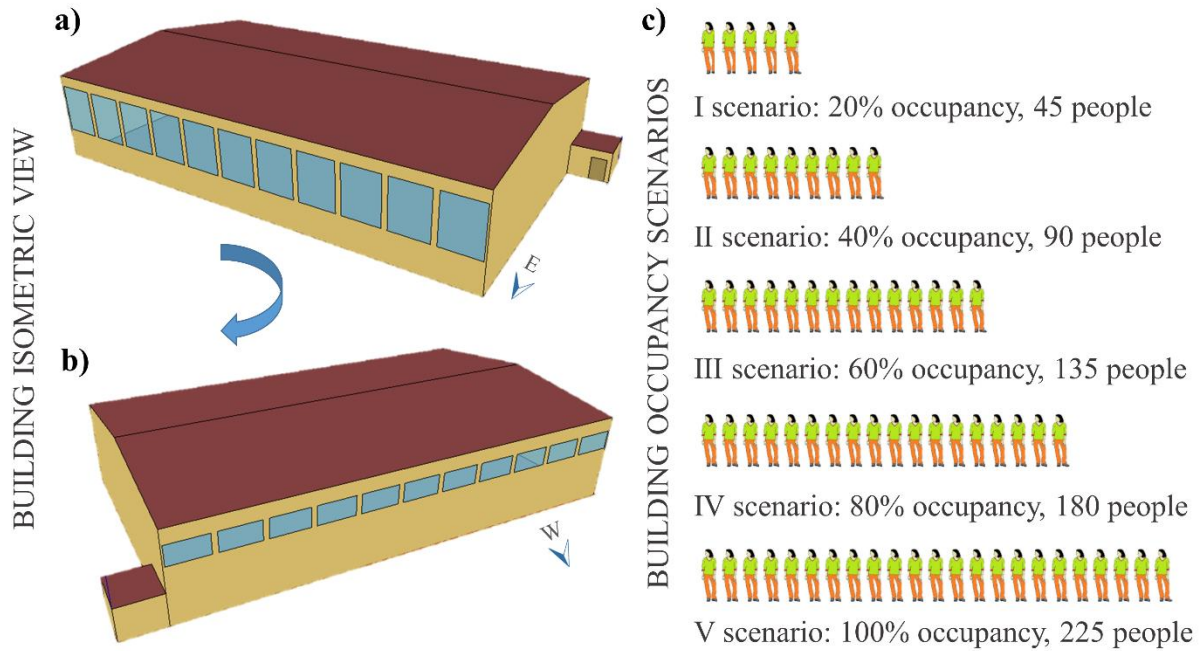 BUILDING ISOMETRIC VIEW
a)
E
b)
W
BUILDING OCCUPANCY SCENARIOS
c)
I scenario: 20% occupancy, 45 people
II scenario: 40% occupancy, 90 people
III scenario: 60% occupancy, 135 people
IV scenario: 80% occupancy, 180 people
V scenario: 100% occupancy, 225 people